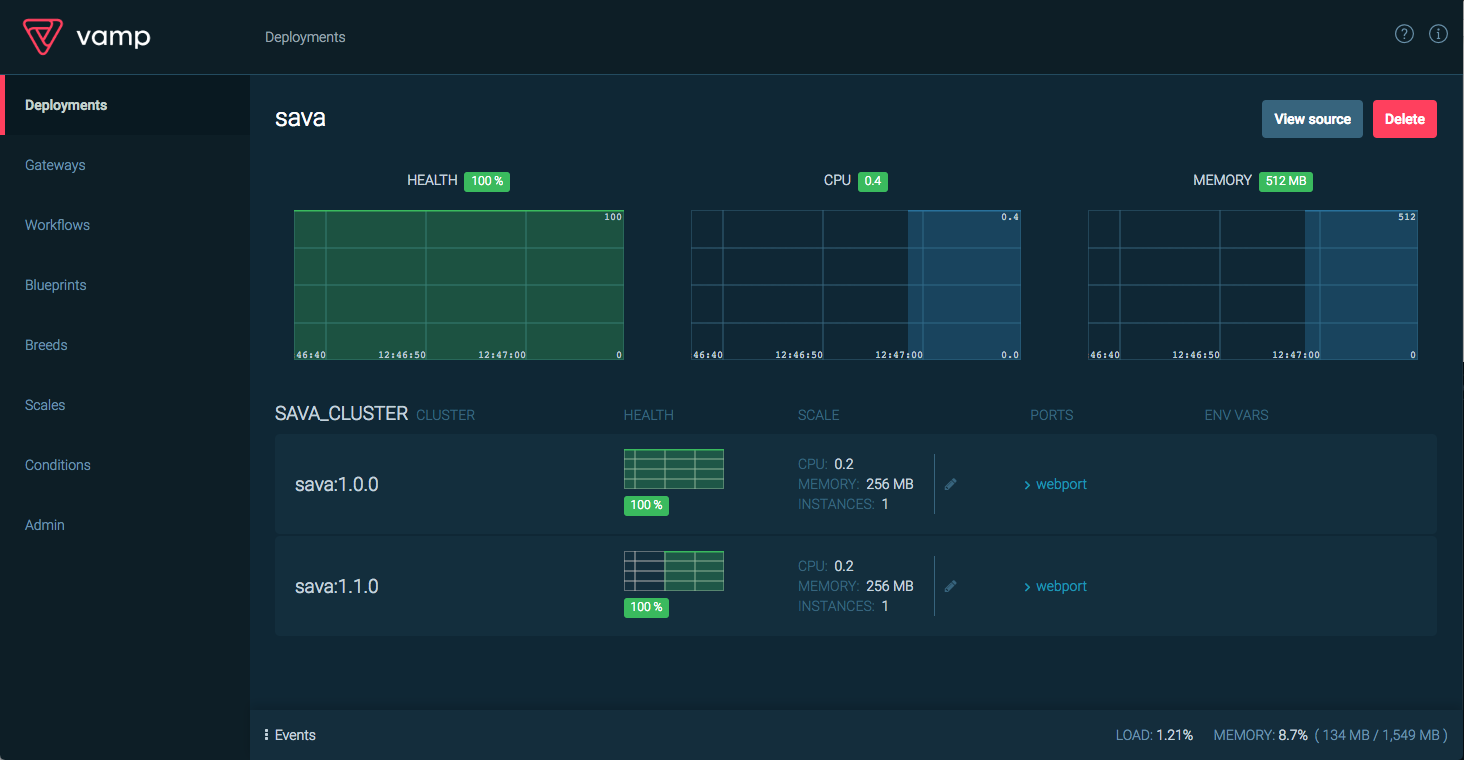 vamp
Deployments
? i
Deployments
Gateways
Workflows
Blueprints
Breeds
Scales
Conditions
Admin
sava
View source Delete
HEALTH 100 %
100
46:40 12:46:50 12:47:00 0
CPU 0.4
0.4
46:40 12:46:50 12:47:00 0.0
MEMORY 512 MB
512
46:40 12:46:50 12:47:00 0
SAVA_CLUSTER CLUSTER HEALTH SCALE PORTS ENV VARS
sava:1.0.0
100 %
CPU: 0.2
MEMORY: 256 MB
INSTANCES: 1
> webport
sava:1.1.0
100 %
CPU: 0.2
MEMORY: 256 MB
INSTANCES: 1
> webport
Events
LOAD: 1.21% MEMORY: 8.7% ( 134 MB / 1,549 MB )